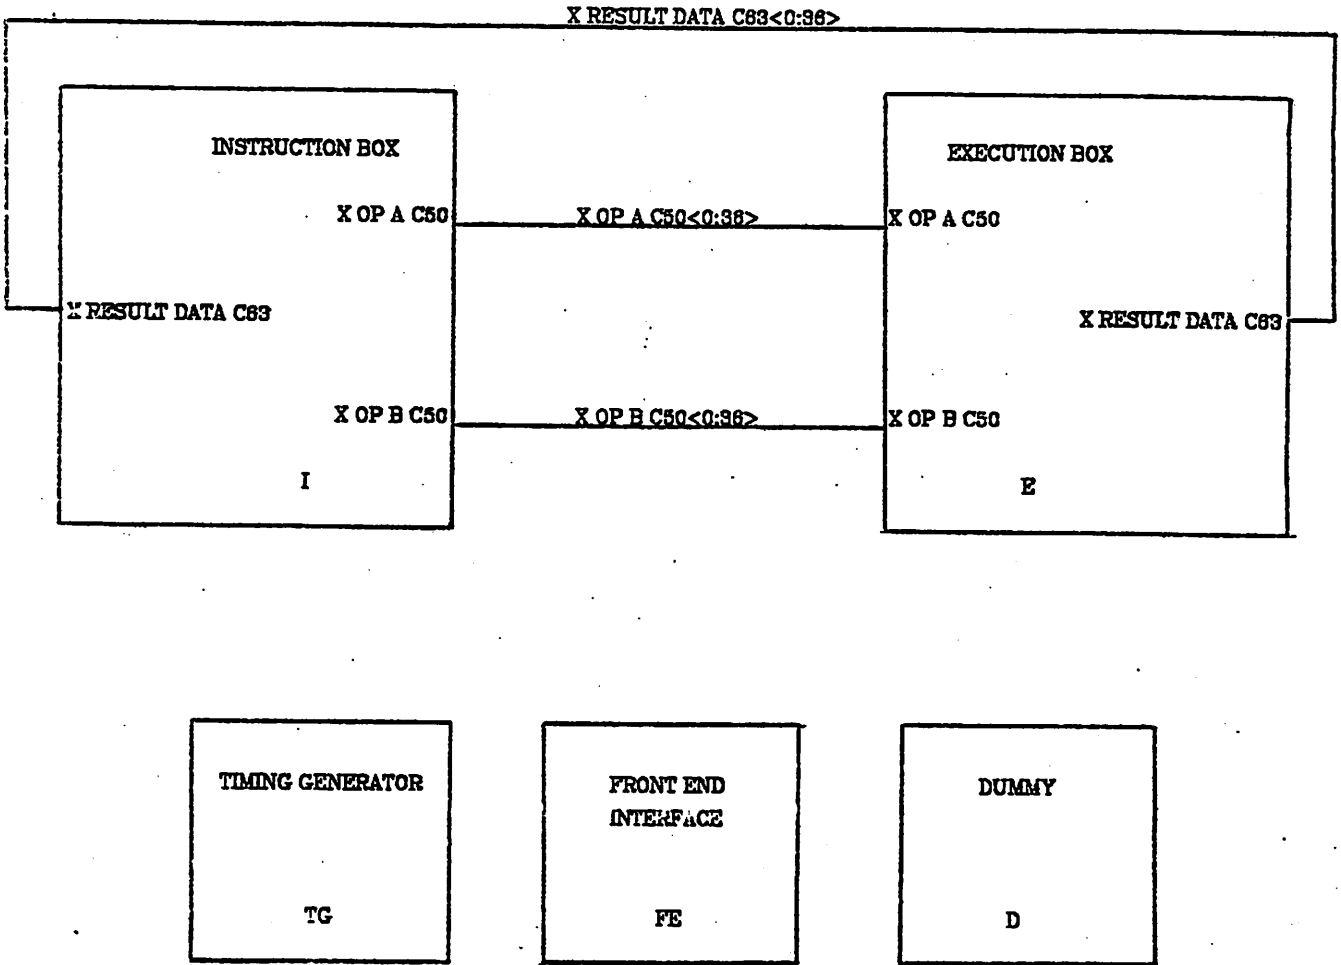 X RESULT DATA C63<0:36>
INSTRUCTION BOX
EXECUTION BOX
X OP A C50
X OP A C50<0:36>
X OP A C50
X RESULT DATA C63
X RESULT DATA C63
X OP B C50
X OP B C50<0:36>
X OP B C50
I
E
TIMING GENERATOR
FRONT END
INTERFACE
DUMMY
TG
FE
D